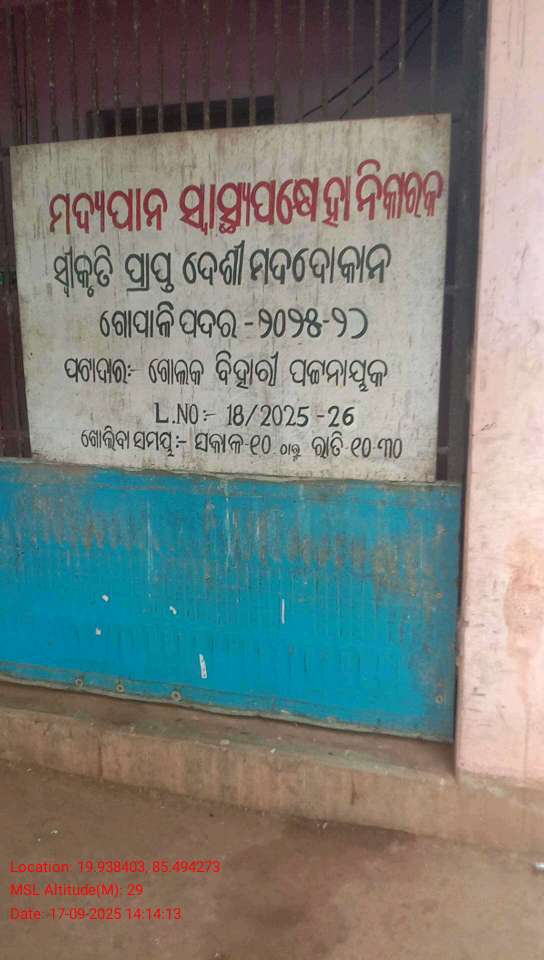 ମଦ୍ୟପାନ ସ୍ୱାସ୍ଥ୍ୟପକ୍ଷେ ହାନିକାରକ
ସ୍ୱୀକୃତି ପ୍ରାପ୍ତ ଦେଶୀ ମଦଦୋକାନ
ଗୋପାଳି ପଦର - ୨୦୨୫-୨୬
ପଟାଦାର:- ଗୋଲକ ବିହାରୀ ପଟ୍ଟନାୟକ
L.NO:- 18/2025-26
ଖୋଲିବା ସମୟ:- ସକାଳ-୧୦ ଠାରୁ ରାତି-୧୦-୩୦
Location: 19.938403, 85.494273
MSL Altitude(M): 29
Date: 17-09-2025 14:14:13